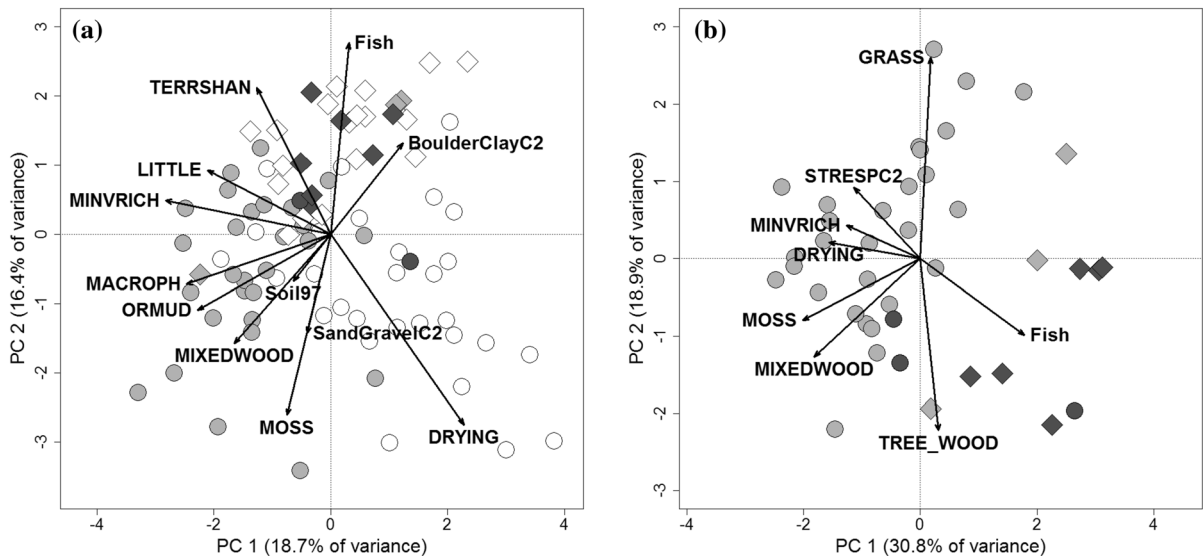 (a)
3
2
1
0
-1
-2
-3
PC 2 (16.4% of variance)
Fish
TERRSHAN
BoulderClayC2
LITTLE
MINVRICH
MACROPH
ORMUD
Soil97
SandGravelC2
MIXEDWOOD
MOSS
DRYING
-4
-2
0
2
4
PC 1 (18.7% of variance)
(b)
3
2
1
0
-1
-2
-3
PC 2 (18.9% of variance)
GRASS
STRESPC2
MINVRICH
DRYING
MOSS
Fish
MIXEDWOOD
TREE_WOOD
-4
-2
0
2
4
PC 1 (30.8% of variance)